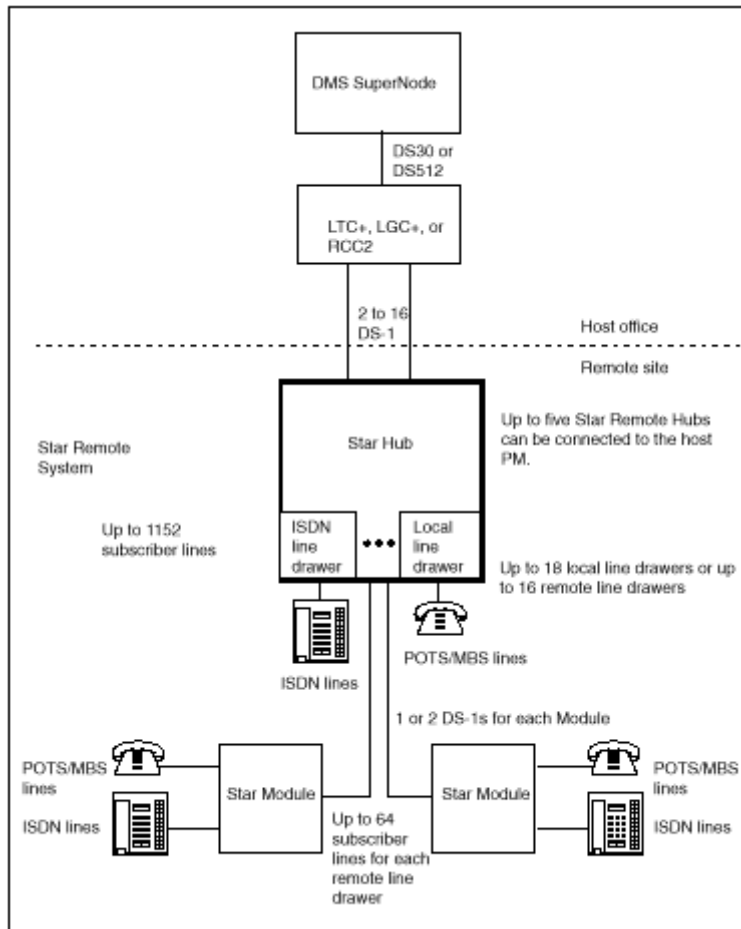 DMS SuperNode
DS30 or
DS512
LTC+, LGC+, or
RCC2
2 to 16
DS-1
Host office
Remote site
Star Remote
System
Star Hub
Up to five Star Remote Hubs
can be connected to the host
PM.
Up to 1152
subscriber lines
ISDN
line
drawer
Local
line
drawer
Up to 18 local line drawers or up
to 16 remote line drawers
ISDN lines
POTS/MBS lines
1 or 2 DS-1s for each Module
POTS/MBS
lines
ISDN lines
Star Module
Up to 64
subscriber
lines for each
remote line
drawer
Star Module
POTS/MBS
lines
ISDN lines